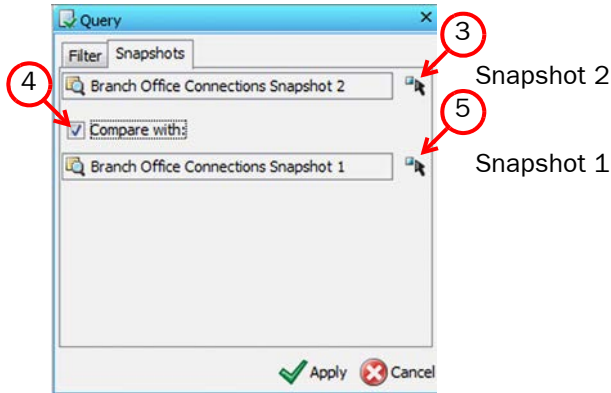 Query
3
Filter Snapshots
4
Branch Office Connections Snapshot 2
Snapshot 2
5
Compare with:
Branch Office Connections Snapshot 1
Snapshot 1
Apply Cancel